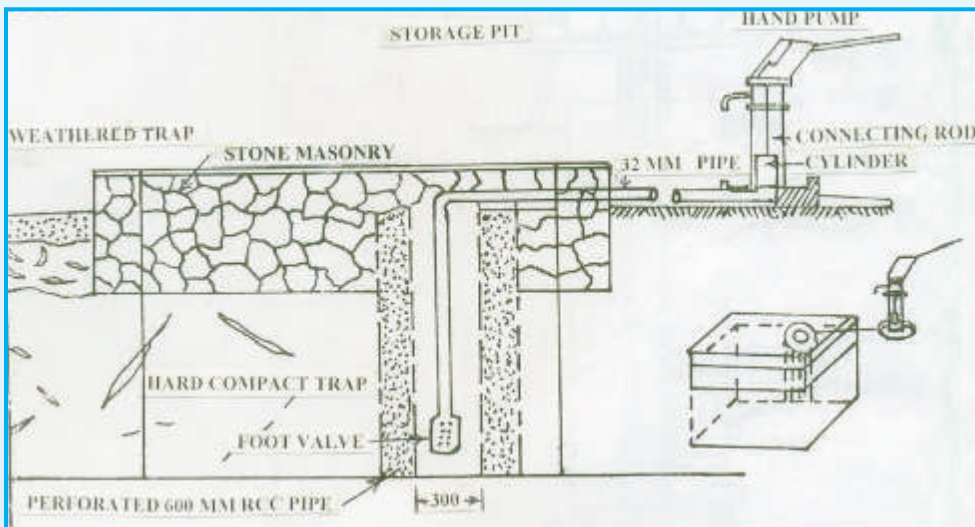 HAND PUMP
STORAGE PIT
WEATHERED TRAP
CONNECTING ROD
STONE MASONRY
32 MM PIPE
CYLINDER
HARD COMPACT TRAP
FOOT VALVE
PERFORATED 600 MM RCC PIPE
300